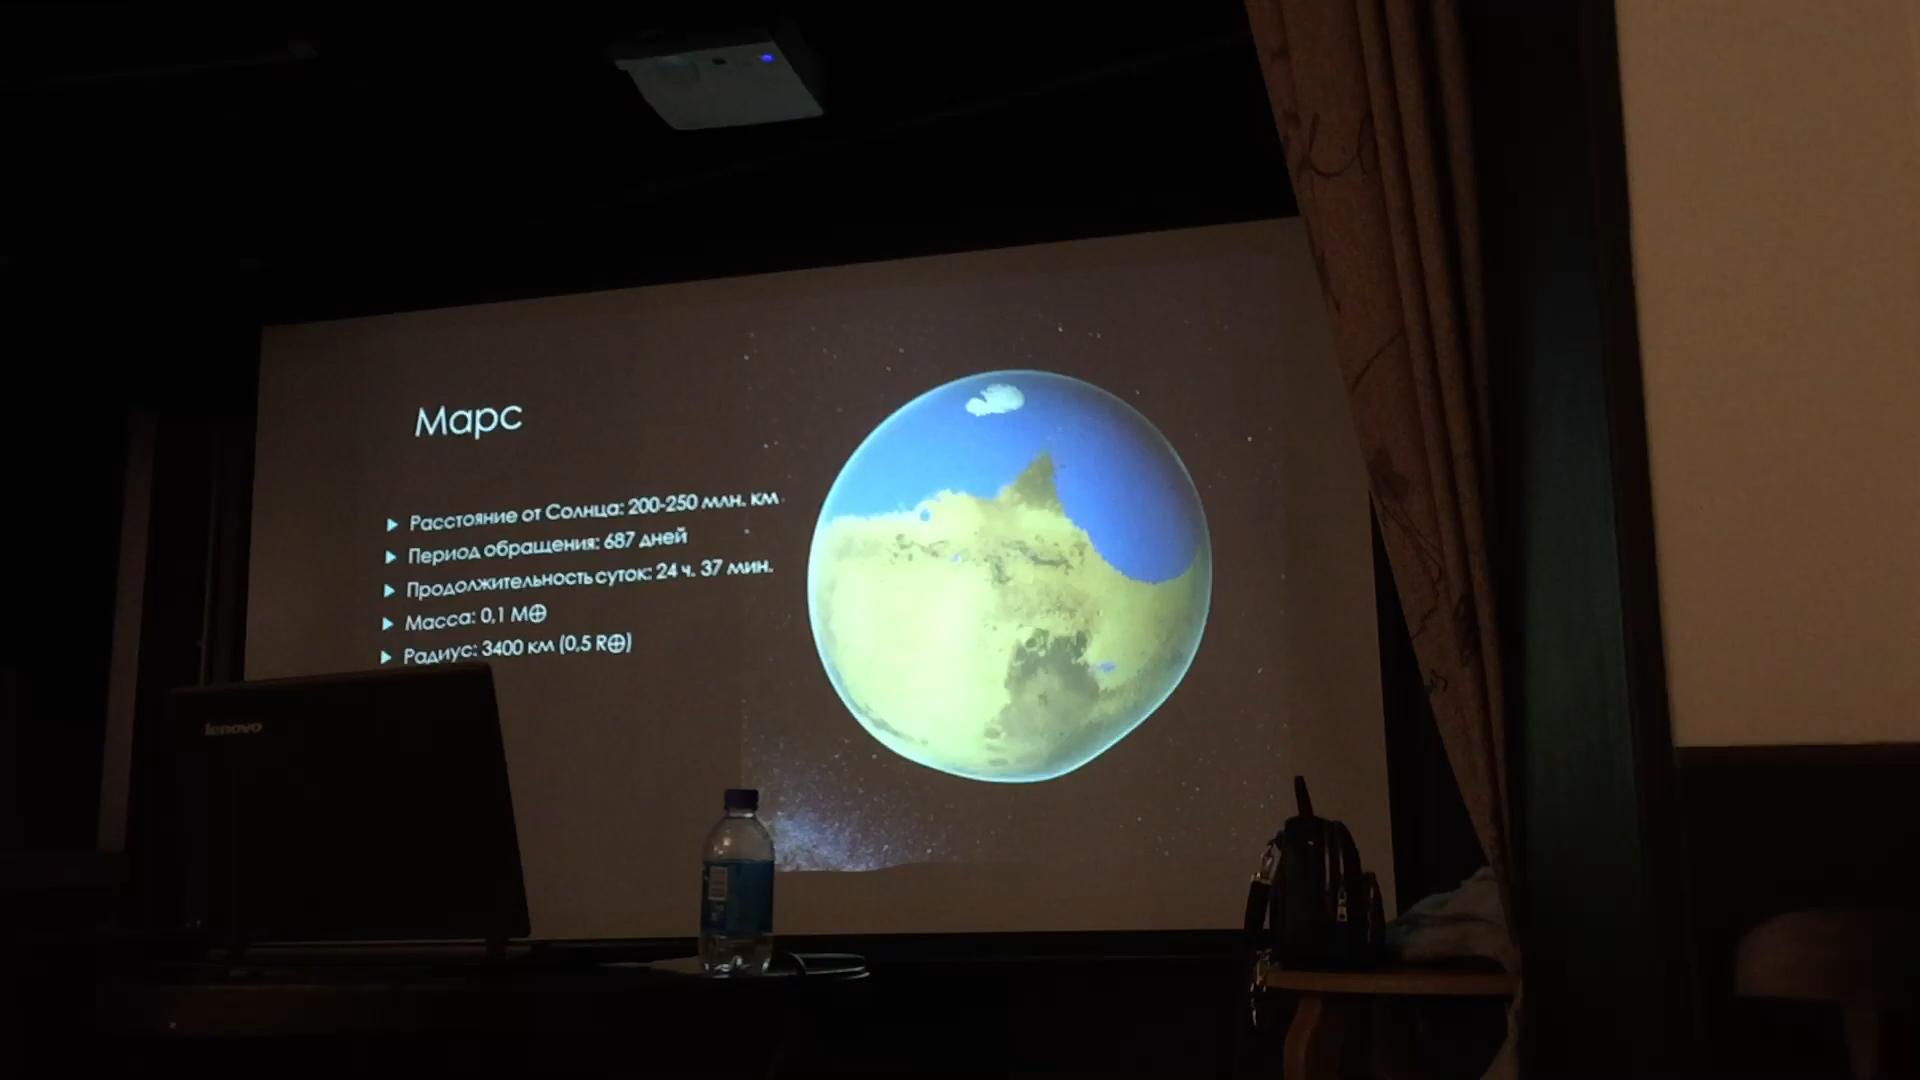 Марс
Расстояние от Солнца: 200-250 млн. км
Период обращения: 687 дней
Продолжительность суток: 24 ч. 37 мин.
Масса: 0,1 M⊕
Радиус: 3400 км (0,5 R⊕)
lenovo